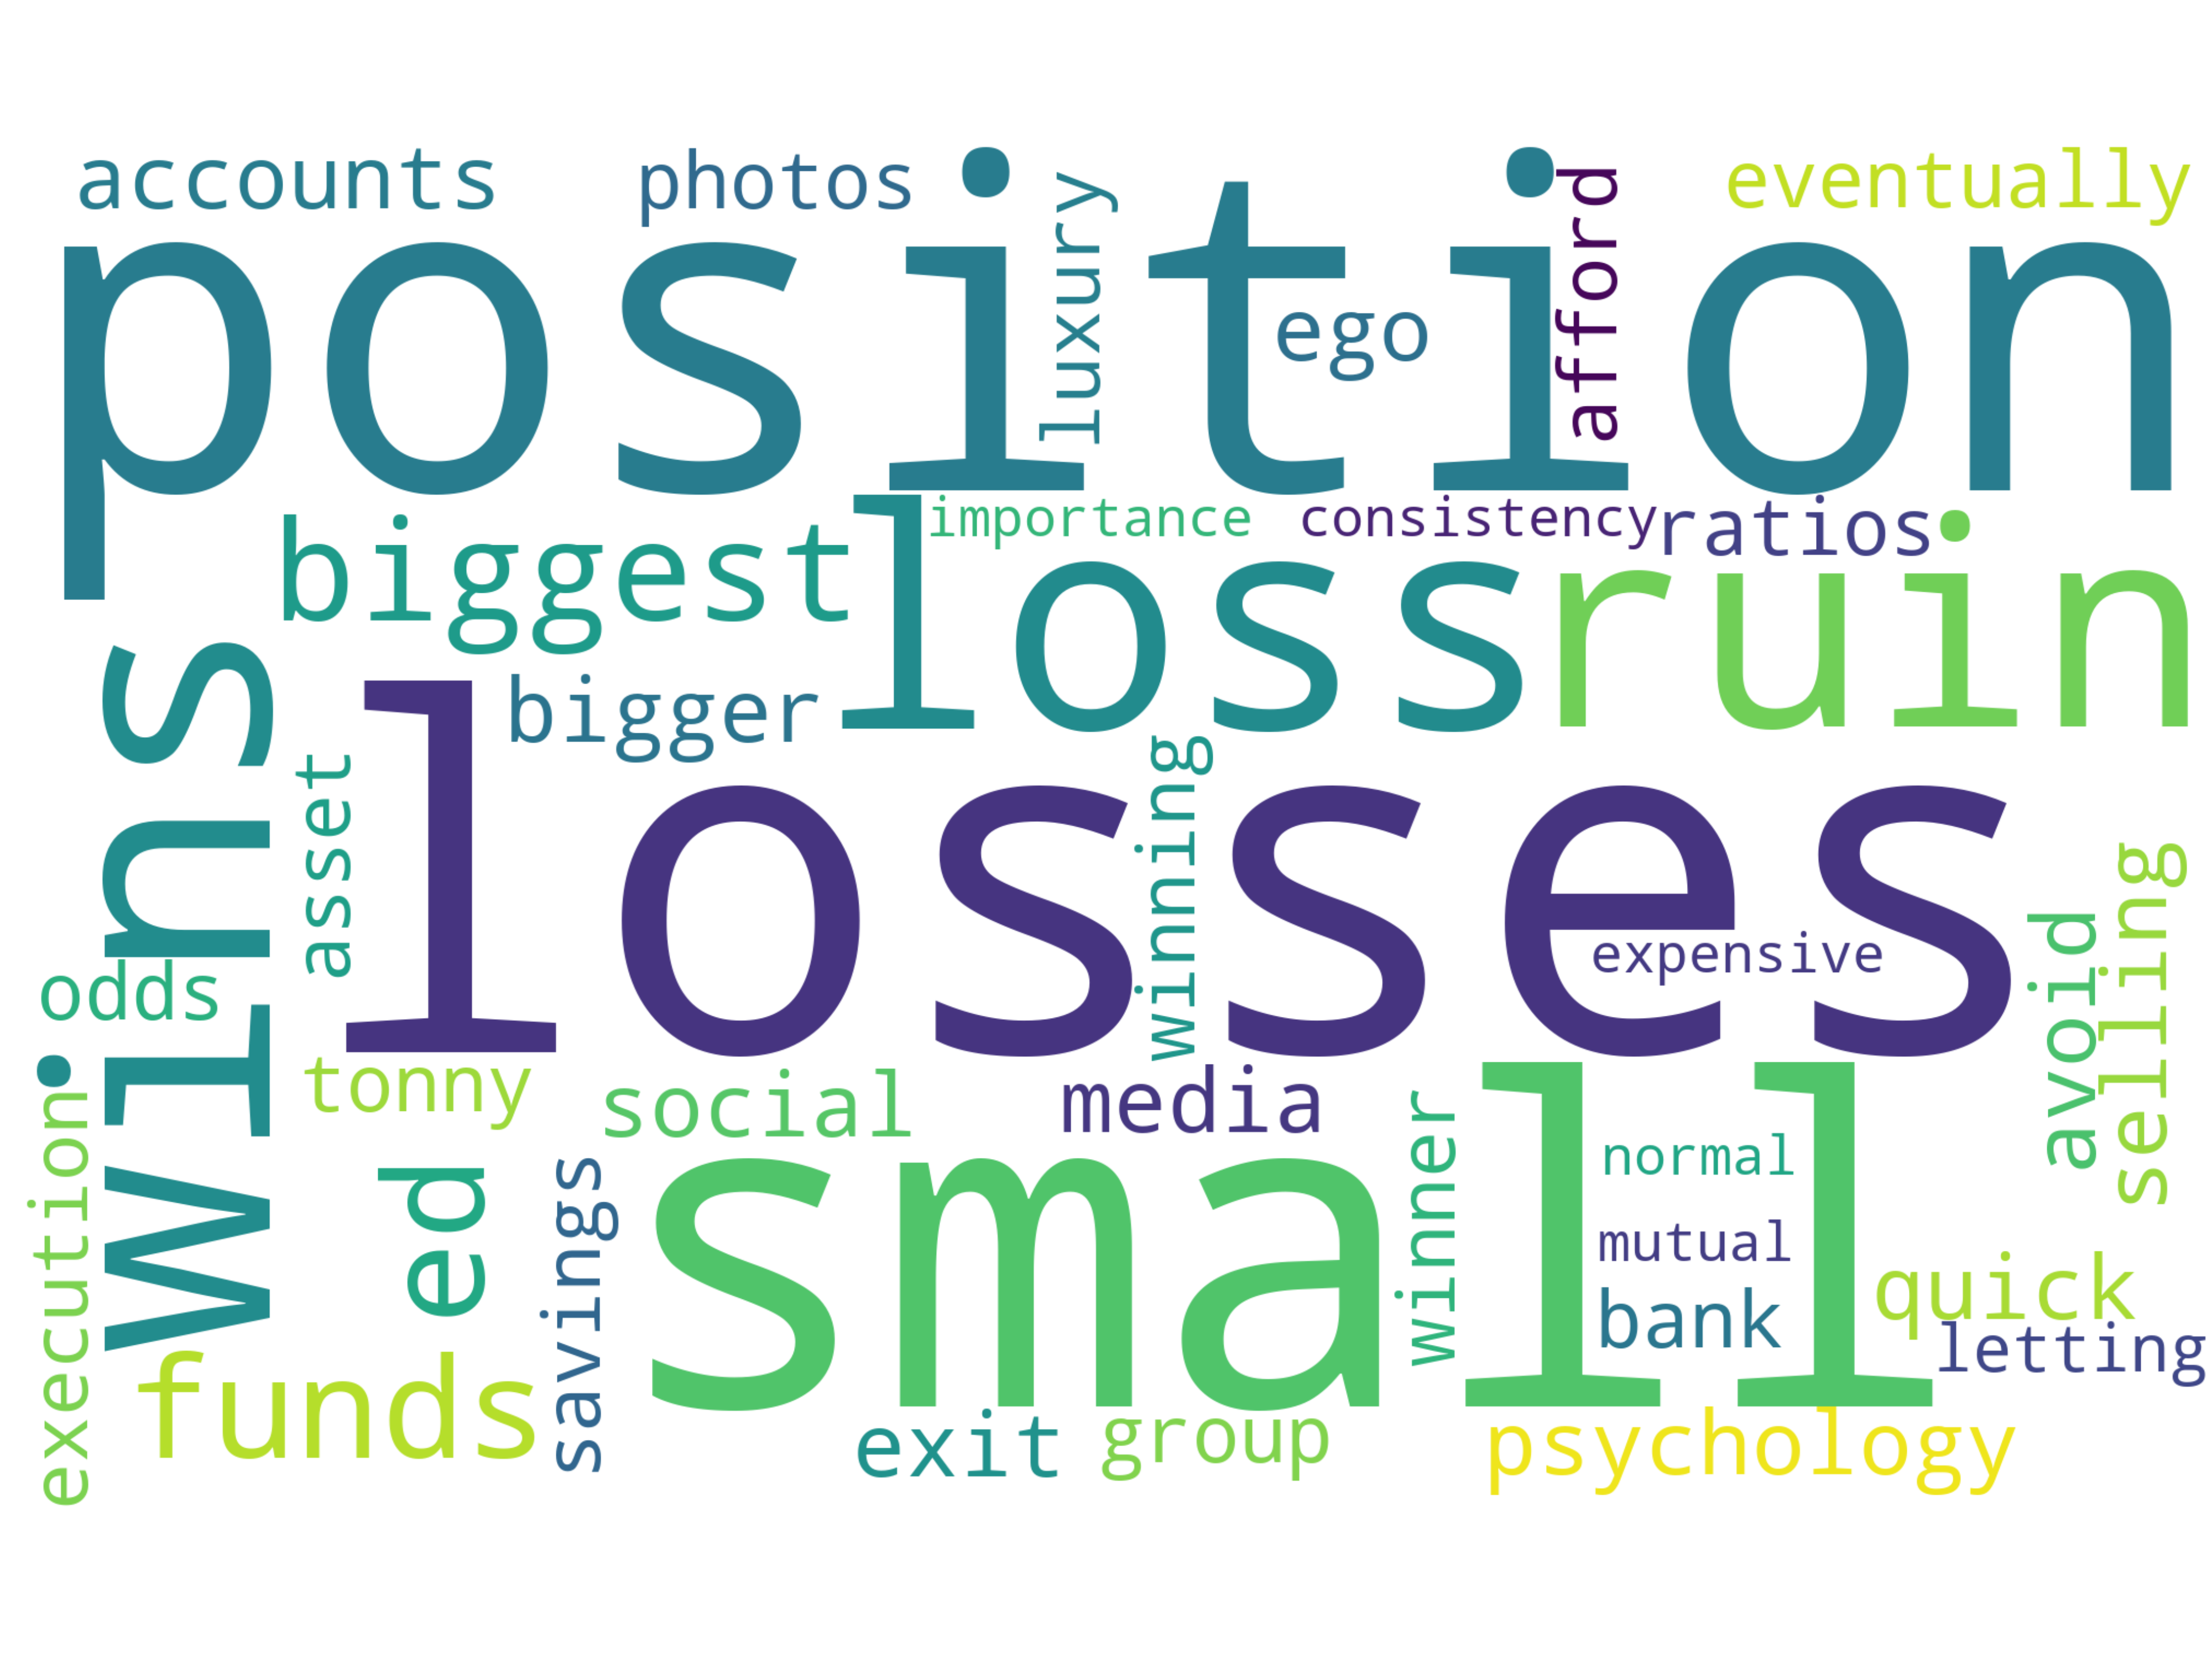 accounts
photos
eventually
position
luxury
ego
afford
biggest
importance
consistency
ratios
loss
ruin
bigger
wins
asset
losses
winning
expensive
avoid
selling
odds
tonny
social
media
execution
ed
savings
small
winner
normal
mutual
bank
quick
letting
funds
exit
group
psychology